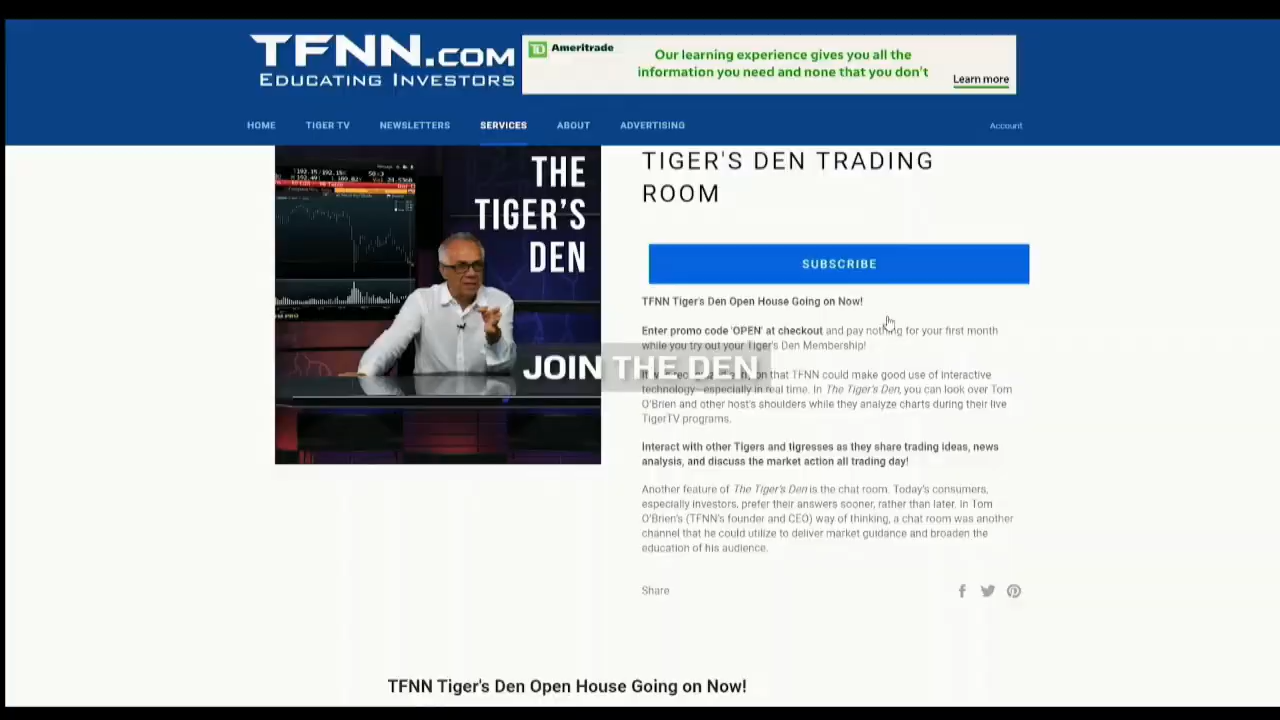 TFNN.COM
EDUCATING INVESTORS
Ameritrade
Our learning experience gives you all the
information you need and none that you don't
Learn more
HOME TIGER TV NEWSLETTERS SERVICES ABOUT ADVERTISING Account
THE
TIGER'S
DEN
TIGER'S DEN TRADING
ROOM
SUBSCRIBE
TFNN Tiger's Den Open House Going on Now!
Enter promo code 'OPEN' at checkout and pay nothing for your first month
while you try out your Tiger's Den Membership!
JOIN THE DEN
that TFNN could make good use of interactive
technology—especially in real time. In The Tiger's Den, you can look over Tom
O'Brien and other host's shoulders while they analyze charts during their live
TigerTV programs.
Interact with other Tigers and tigresses as they share trading ideas, news
analysis, and discuss the market action all trading day!
Another feature of The Tiger's Den is the chat room. Today's consumers,
especially investors, prefer their answers sooner, rather than later. In Tom
O'Brien's (TFNN's founder and CEO) way of thinking, a chat room was another
channel that he could utilize to deliver market guidance and broaden the
education of his audience.
Share
TFNN Tiger's Den Open House Going on Now!